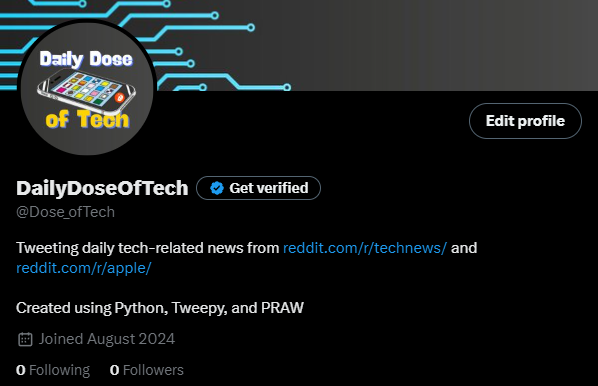 Daily Dose
of Tech
Edit profile
DailyDoseOfTech Get verified
@Dose_ofTech
Tweeting daily tech-related news from reddit.com/r/technews/ and
reddit.com/r/apple/
Created using Python, Tweepy, and PRAW
Joined August 2024
0 Following 0 Followers